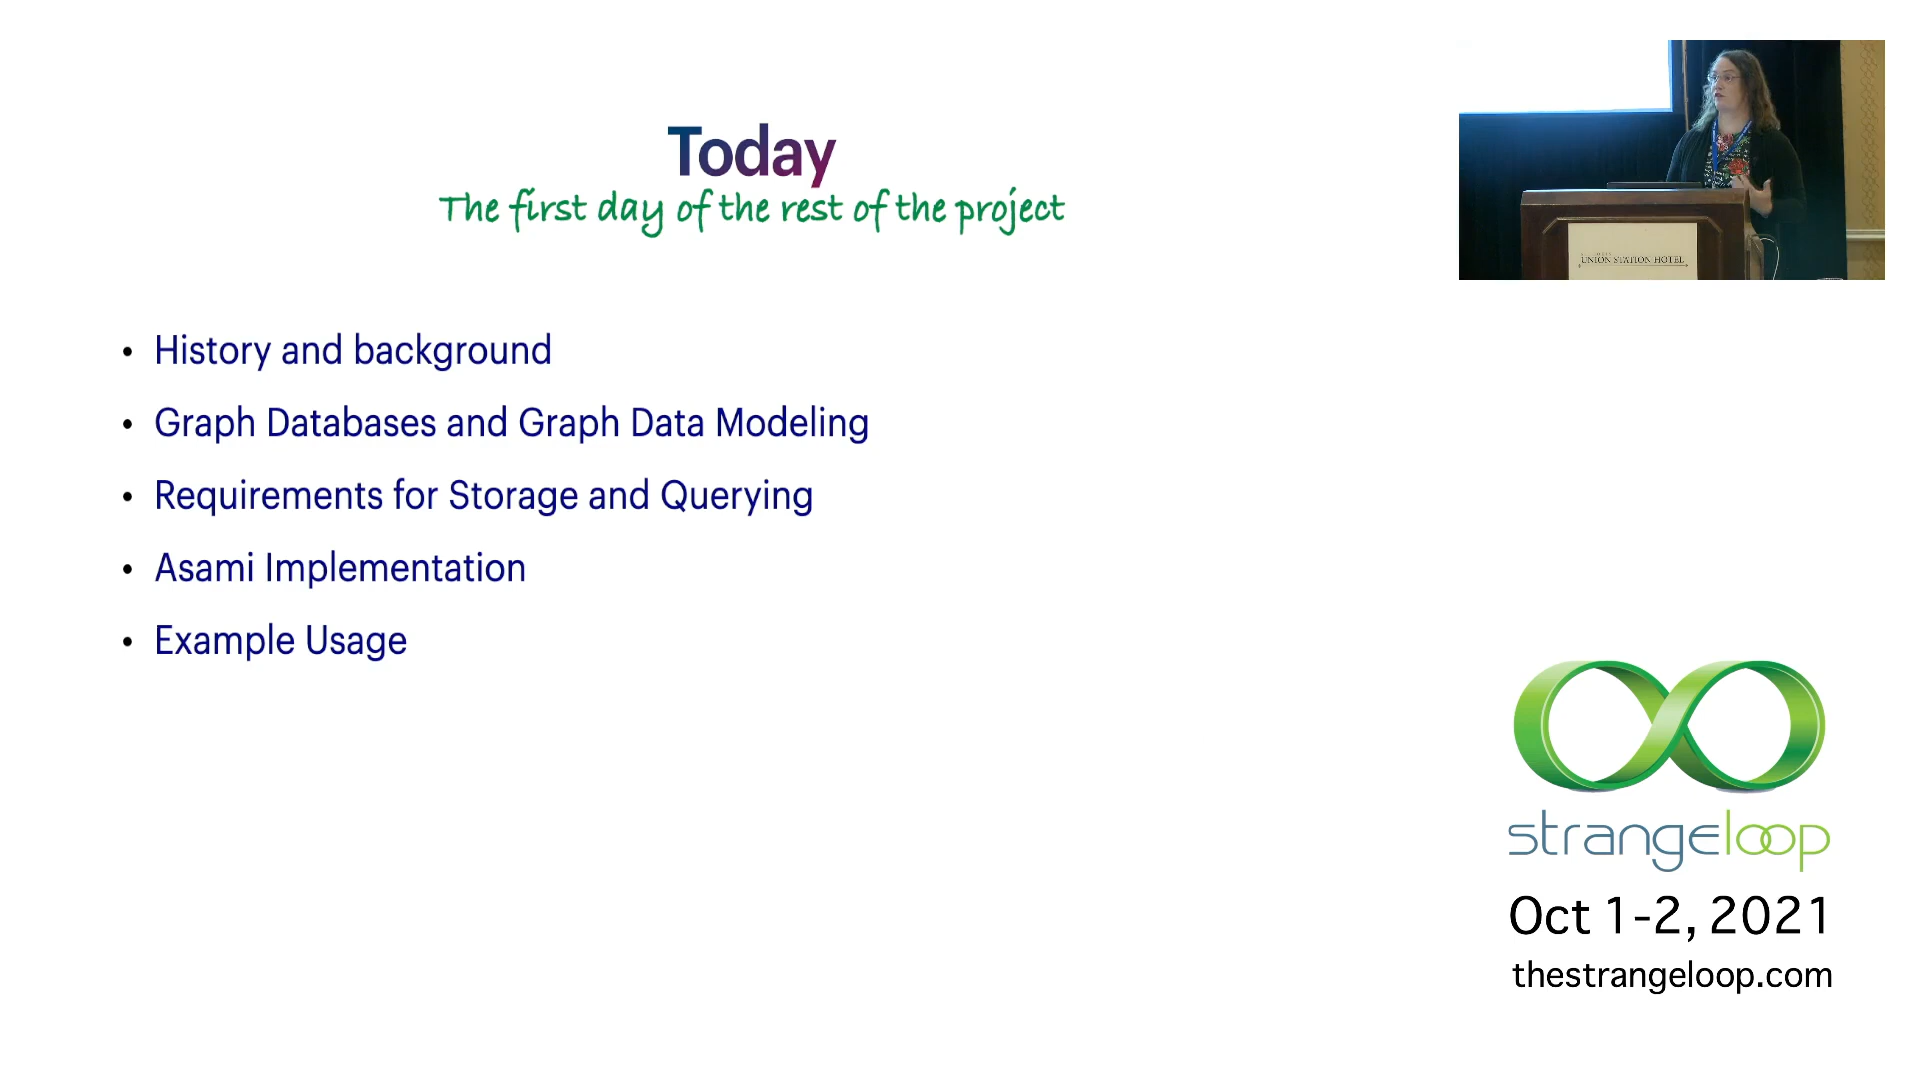 Today
The first day of the rest of the project
• History and background
• Graph Databases and Graph Data Modeling
• Requirements for Storage and Querying
• Asami Implementation
• Example Usage
UNION STATION HOTEL
strangeloop
Oct 1-2, 2021
thestrangeloop.com